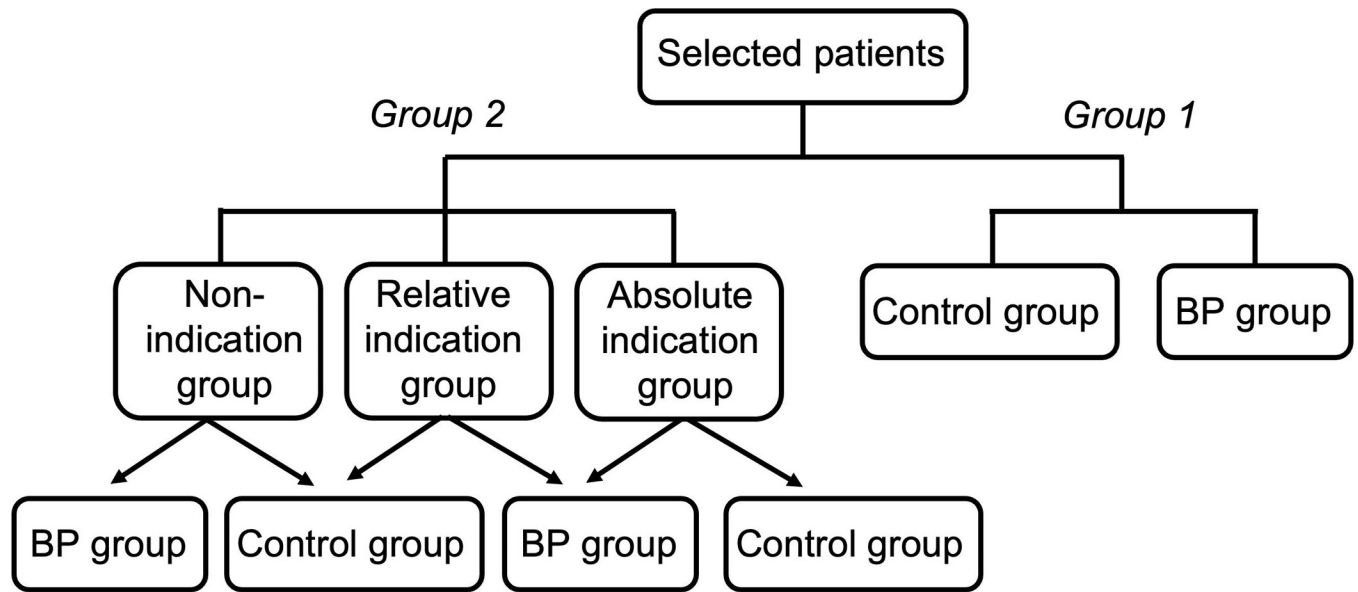 Selected patients
Group 2
Group 1
Non-
indication
group
Relative
indication
group
Absolute
indication
group
Control group
BP group
BP group
Control group
BP group
Control group